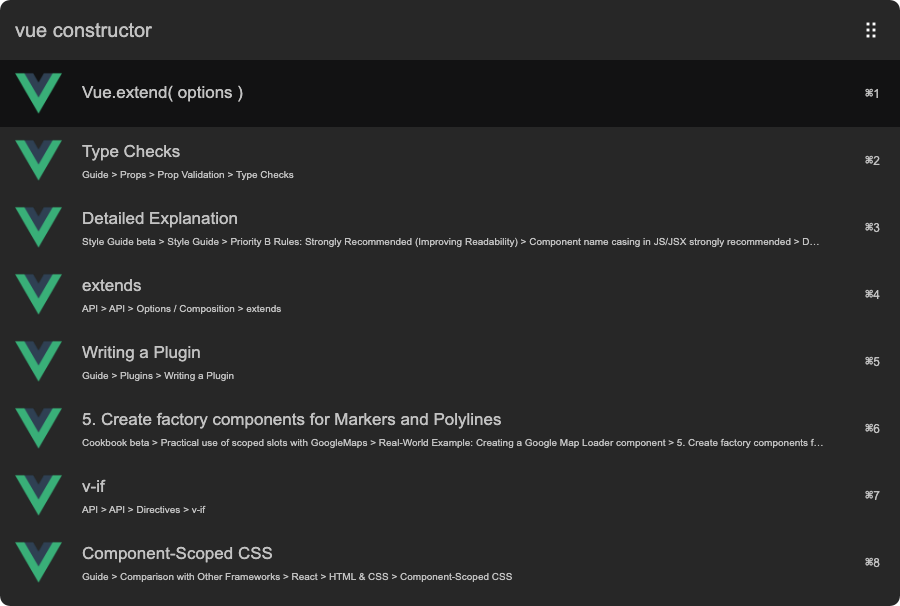 vue constructor
Vue.extend( options )
⌘1
Type Checks
Guide > Props > Prop Validation > Type Checks
⌘2
Detailed Explanation
Style Guide beta > Style Guide > Priority B Rules: Strongly Recommended (Improving Readability) > Component name casing in JS/JSX strongly recommended > D…
⌘3
extends
API > API > Options / Composition > extends
⌘4
Writing a Plugin
Guide > Plugins > Writing a Plugin
⌘5
5. Create factory components for Markers and Polylines
Cookbook beta > Practical use of scoped slots with GoogleMaps > Real-World Example: Creating a Google Map Loader component > 5. Create factory components f…
⌘6
v-if
API > API > Directives > v-if
⌘7
Component-Scoped CSS
Guide > Comparison with Other Frameworks > React > HTML & CSS > Component-Scoped CSS
⌘8